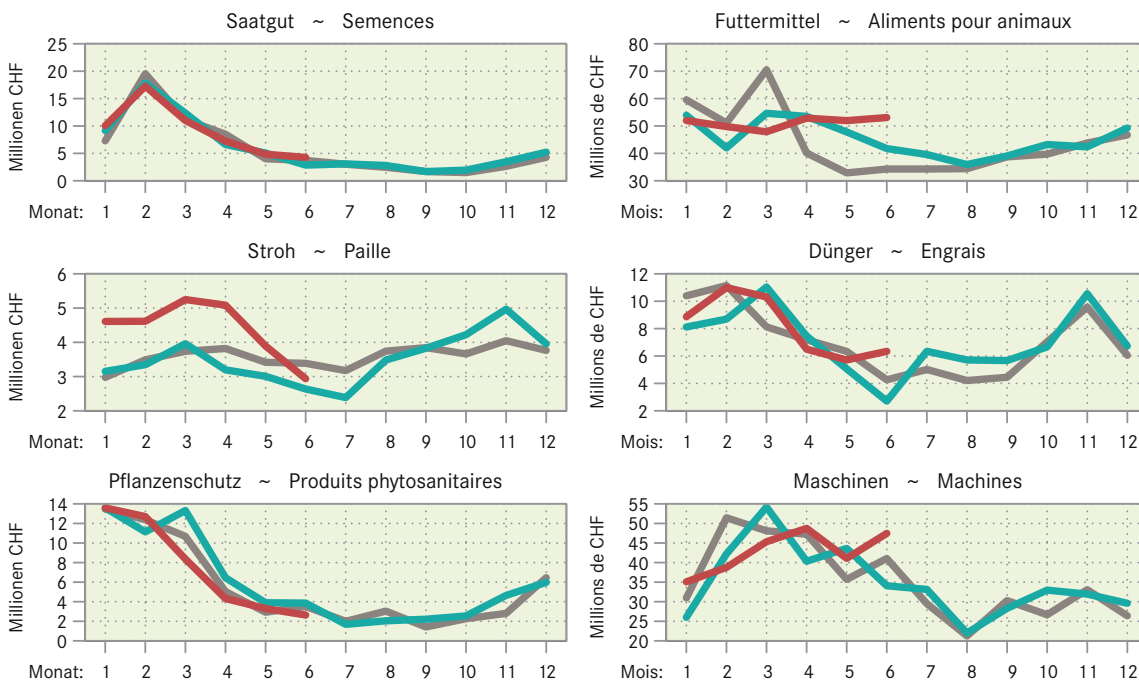 Saatgut ~ Semences
Millionen CHF
25
20
15
10
5
0
Monat: 1 2 3 4 5 6 7 8 9 10 11 12
Futtermittel ~ Aliments pour animaux
Millions de CHF
80
70
60
50
40
30
Mois: 1 2 3 4 5 6 7 8 9 10 11 12
Stroh ~ Paille
Millionen CHF
6
5
4
3
2
Monat: 1 2 3 4 5 6 7 8 9 10 11 12
Dünger ~ Engrais
Millions de CHF
12
10
8
6
4
2
Mois: 1 2 3 4 5 6 7 8 9 10 11 12
Pflanzenschutz ~ Produits phytosanitaires
Millionen CHF
14
12
10
8
6
4
2
0
Monat: 1 2 3 4 5 6 7 8 9 10 11 12
Maschinen ~ Machines
Millions de CHF
55
50
45
40
35
30
25
20
Mois: 1 2 3 4 5 6 7 8 9 10 11 12